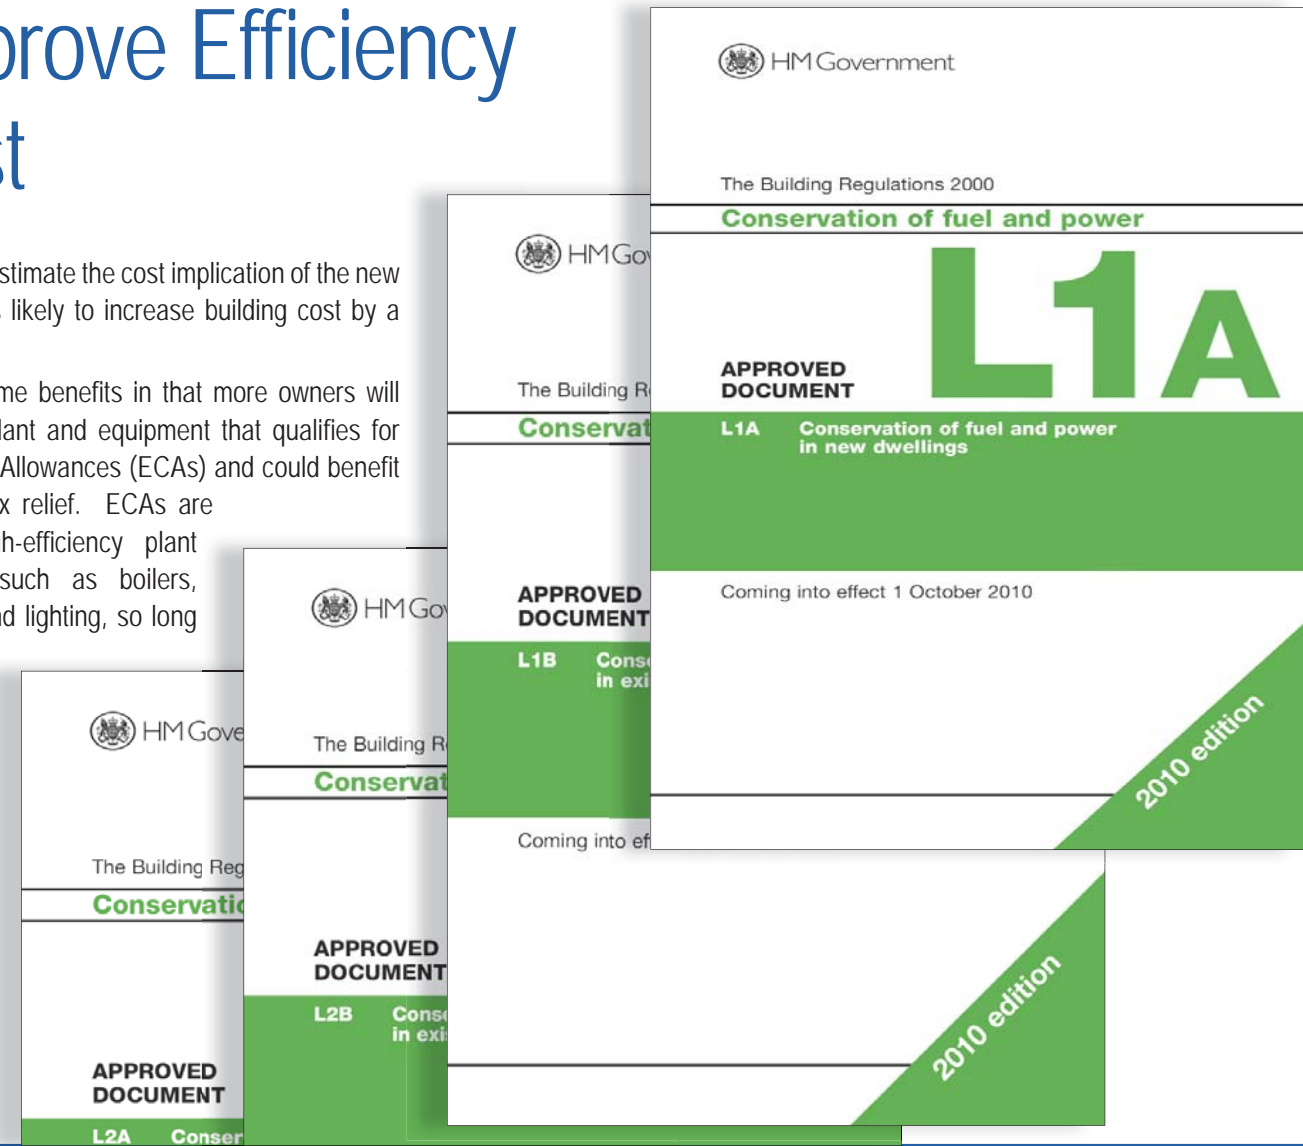 prove Efficiency
st
stimate the cost implication of the new
likely to increase building cost by a
me benefits in that more owners will
lant and equipment that qualifies for
Allowances (ECAs) and could benefit
x relief. ECAs are
h-efficiency plant
such as boilers,
nd lighting, so long
HM Government
The Building Regulations 2000
Conservation of fuel and power
L1A
APPROVED
DOCUMENT
L1A Conservation of fuel and power
in new dwellings
Coming into effect 1 October 2010
2010 edition
HM Gov
The Building R
Conservat
APPROVED
DOCUMENT
L1B Conse
in exi
Coming into ef
2010 edition
HM Gov
The Building R
Conservat
APPROVED
DOCUMENT
L2B Conse
in exis
HM Gove
The Building Reg
Conservatio
APPROVED
DOCUMENT
L2A Conser